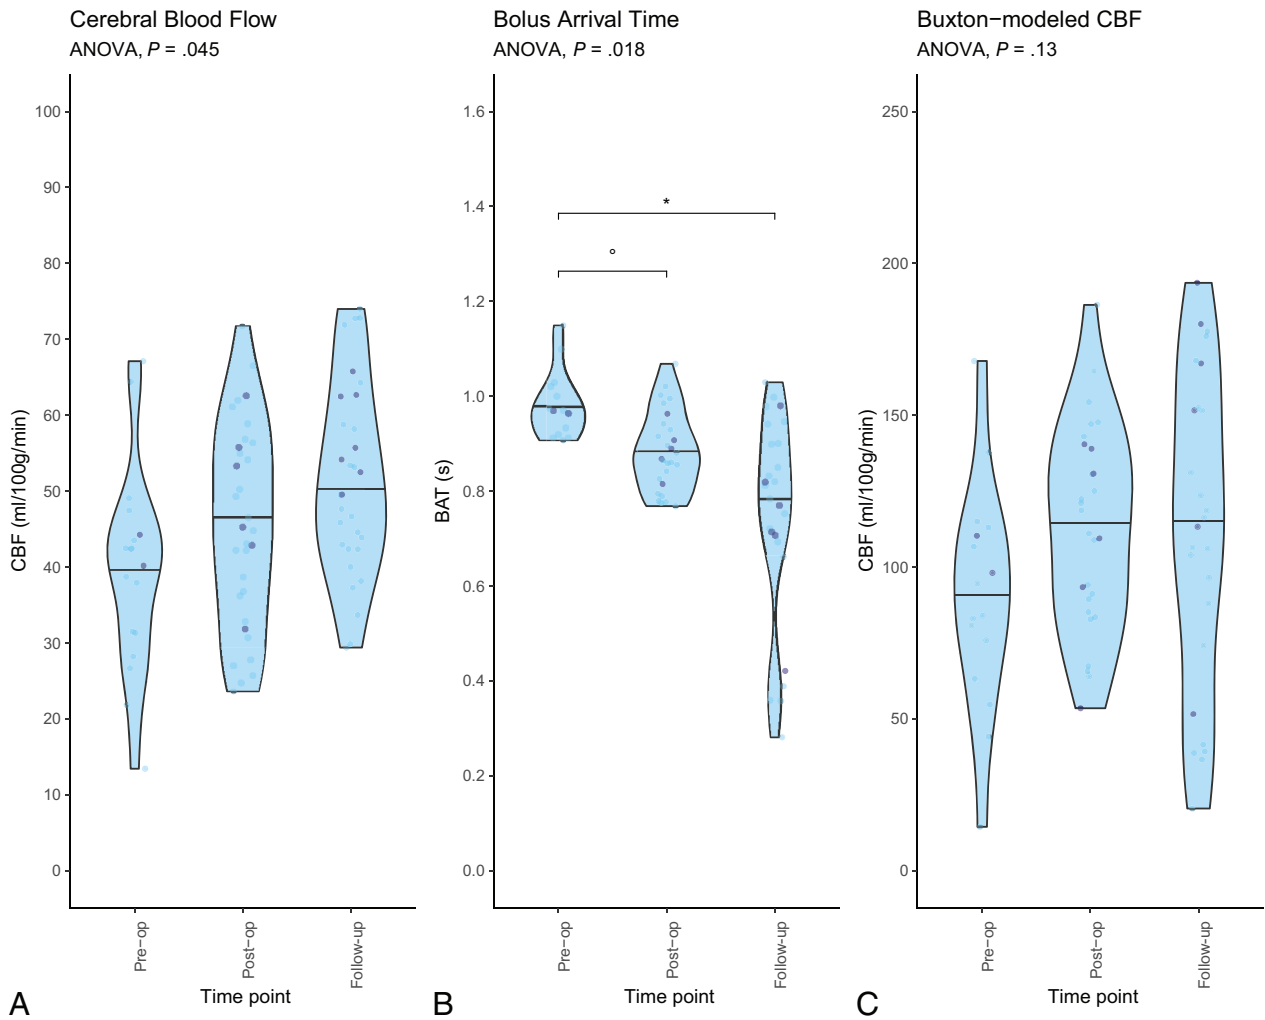 Cerebral Blood Flow
ANOVA, P = .045
CBF (ml/100g/min)
100
90
80
70
60
50
40
30
20
10
0
Pre−op
Post−op
Follow−up
Time point
A
Bolus Arrival Time
ANOVA, P = .018
BAT (s)
1.6
1.4
1.2
1.0
0.8
0.6
0.4
0.2
0.0
*
°
Pre−op
Post−op
Follow−up
Time point
B
Buxton−modeled CBF
ANOVA, P = .13
CBF (ml/100g/min)
250
200
150
100
50
0
Pre−op
Post−op
Follow−up
Time point
C